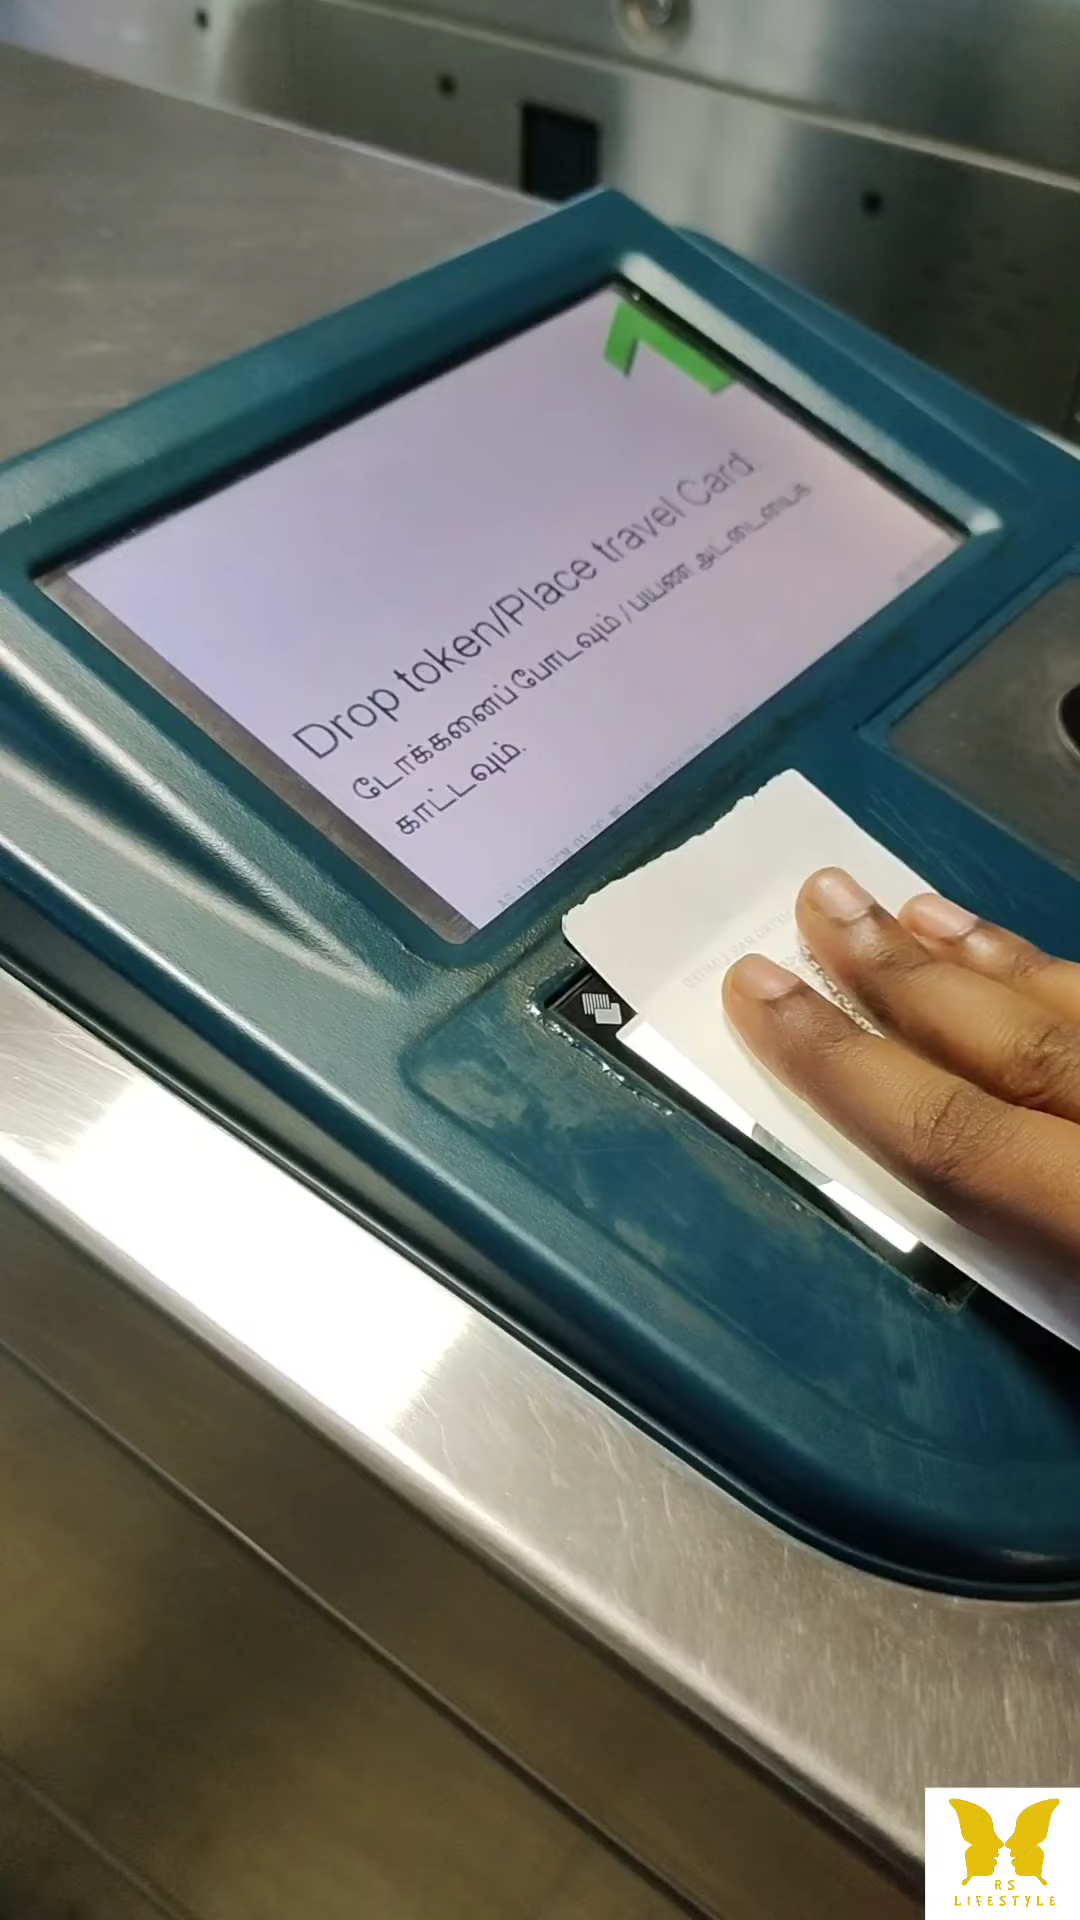 Drop token/Place travel Card.
டோக்கனைப் போடவும் / பயண அட்டையைக்
காட்டவும்.
RS
LIFESTYLE